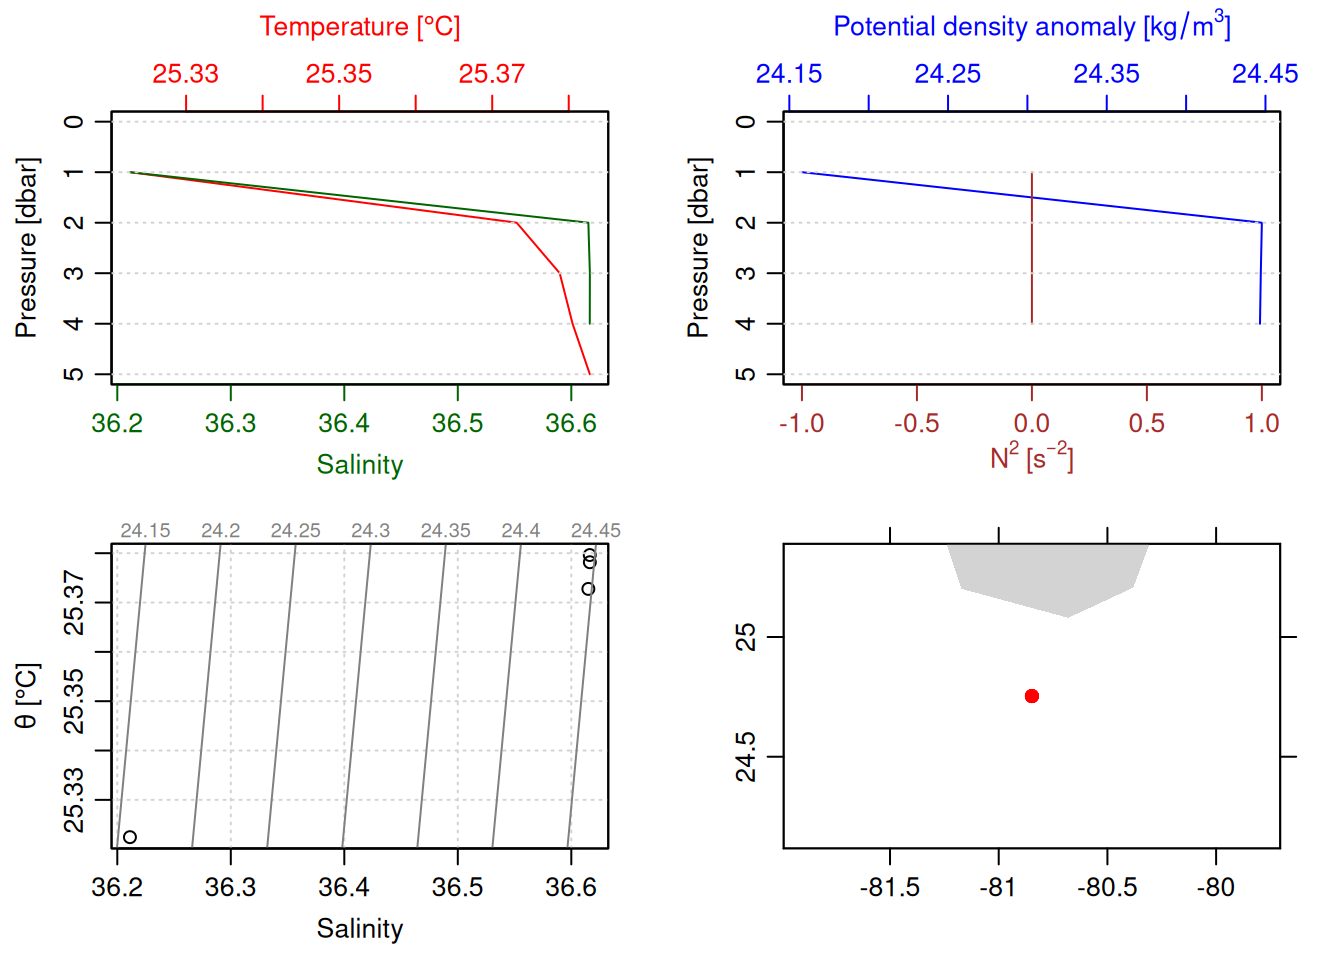 Temperature [°C]
25.33 25.35 25.37
Pressure [dbar]
0
1
2
3
4
5
36.2 36.3 36.4 36.5 36.6
Salinity
Potential density anomaly [kg/m³]
24.15 24.25 24.35 24.45
Pressure [dbar]
0
1
2
3
4
5
-1.0 -0.5 0.0 0.5 1.0
N² [s⁻²]
24.15 24.2 24.25 24.3 24.35 24.4 24.45
θ [°C]
25.37
25.35
25.33
36.2 36.3 36.4 36.5 36.6
Salinity
25
24.5
-81.5 -81 -80.5 -80